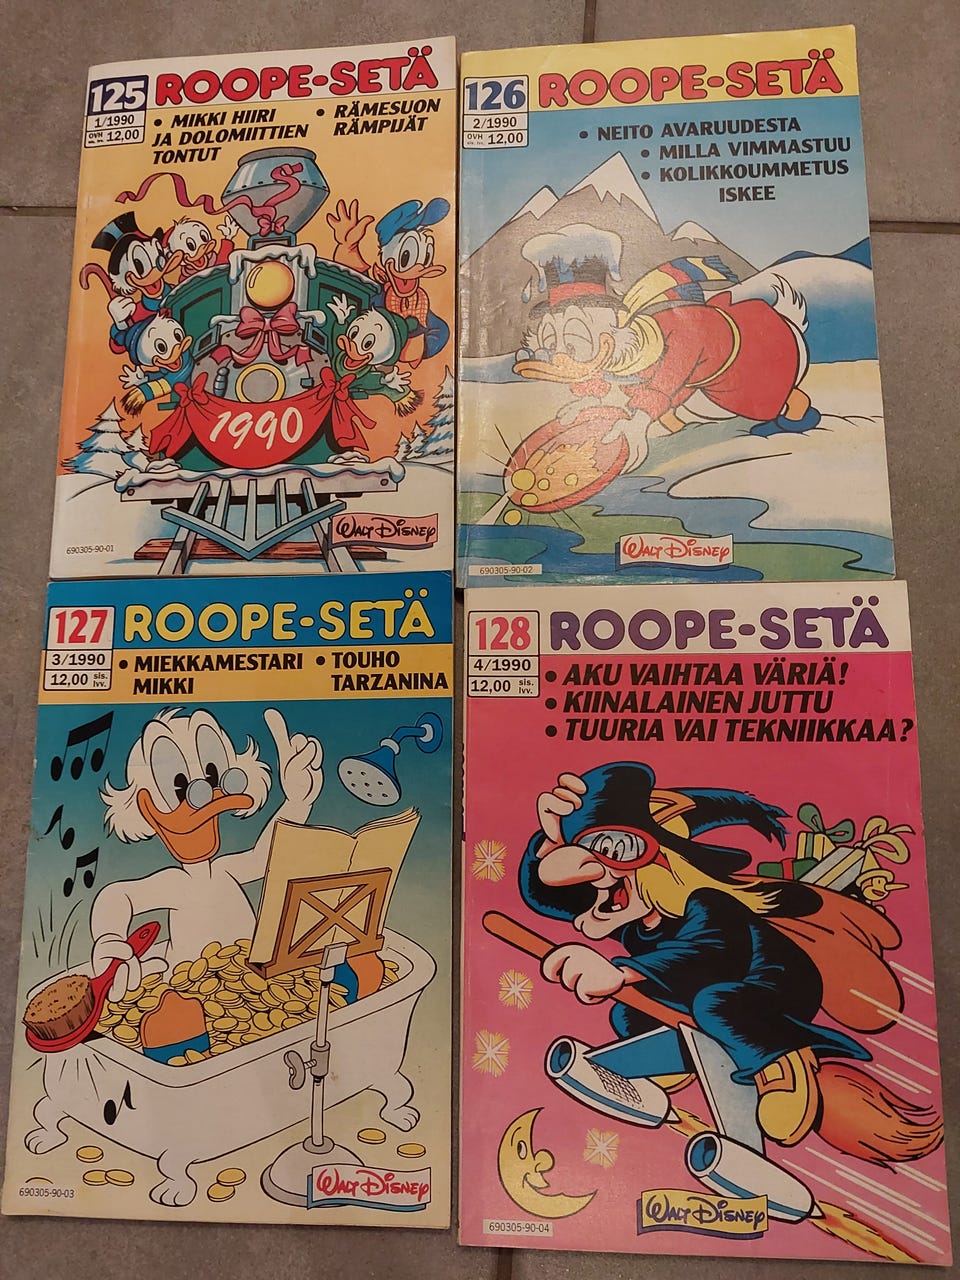 125
ROOPE-SETÄ
1/1990
OVH
sis. lvv. 12,00
• MIKKI HIIRI
JA DOLOMIITTIEN
TONTUT
• RÄMESUON
RÄMPIJÄT
S
1990
WALT DISNEY
690305-90-01
126
ROOPE-SETÄ
2/1990
OVH
sis. lvv. 12,00
• NEITO AVARUUDESTA
• MILLA VIMMASTUU
• KOLIKKOUMMETUS
ISKEE
WALT DISNEY
690305-90-02
127
ROOPE-SETÄ
3/1990
12,00 sis.
lvv.
• MIEKKAMESTARI
MIKKI
• TOUHO
TARZANINA
WALT DISNEY
690305-90-03
128
ROOPE-SETÄ
4/1990
12,00 sis.
lvv.
• AKU VAIHTAA VÄRIÄ!
• KIINALAINEN JUTTU
• TUURIA VAI TEKNIIKKAA?
WALT DISNEY
690305-90-04